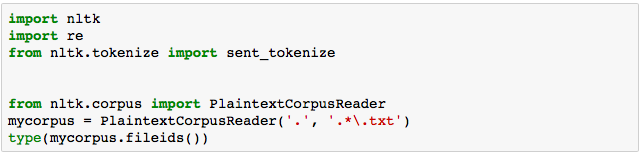 import nltk
import re
from nltk.tokenize import sent_tokenize
from nltk.corpus import PlaintextCorpusReader
mycorpus = PlaintextCorpusReader('.', '.*\.txt')
type(mycorpus.fileids())